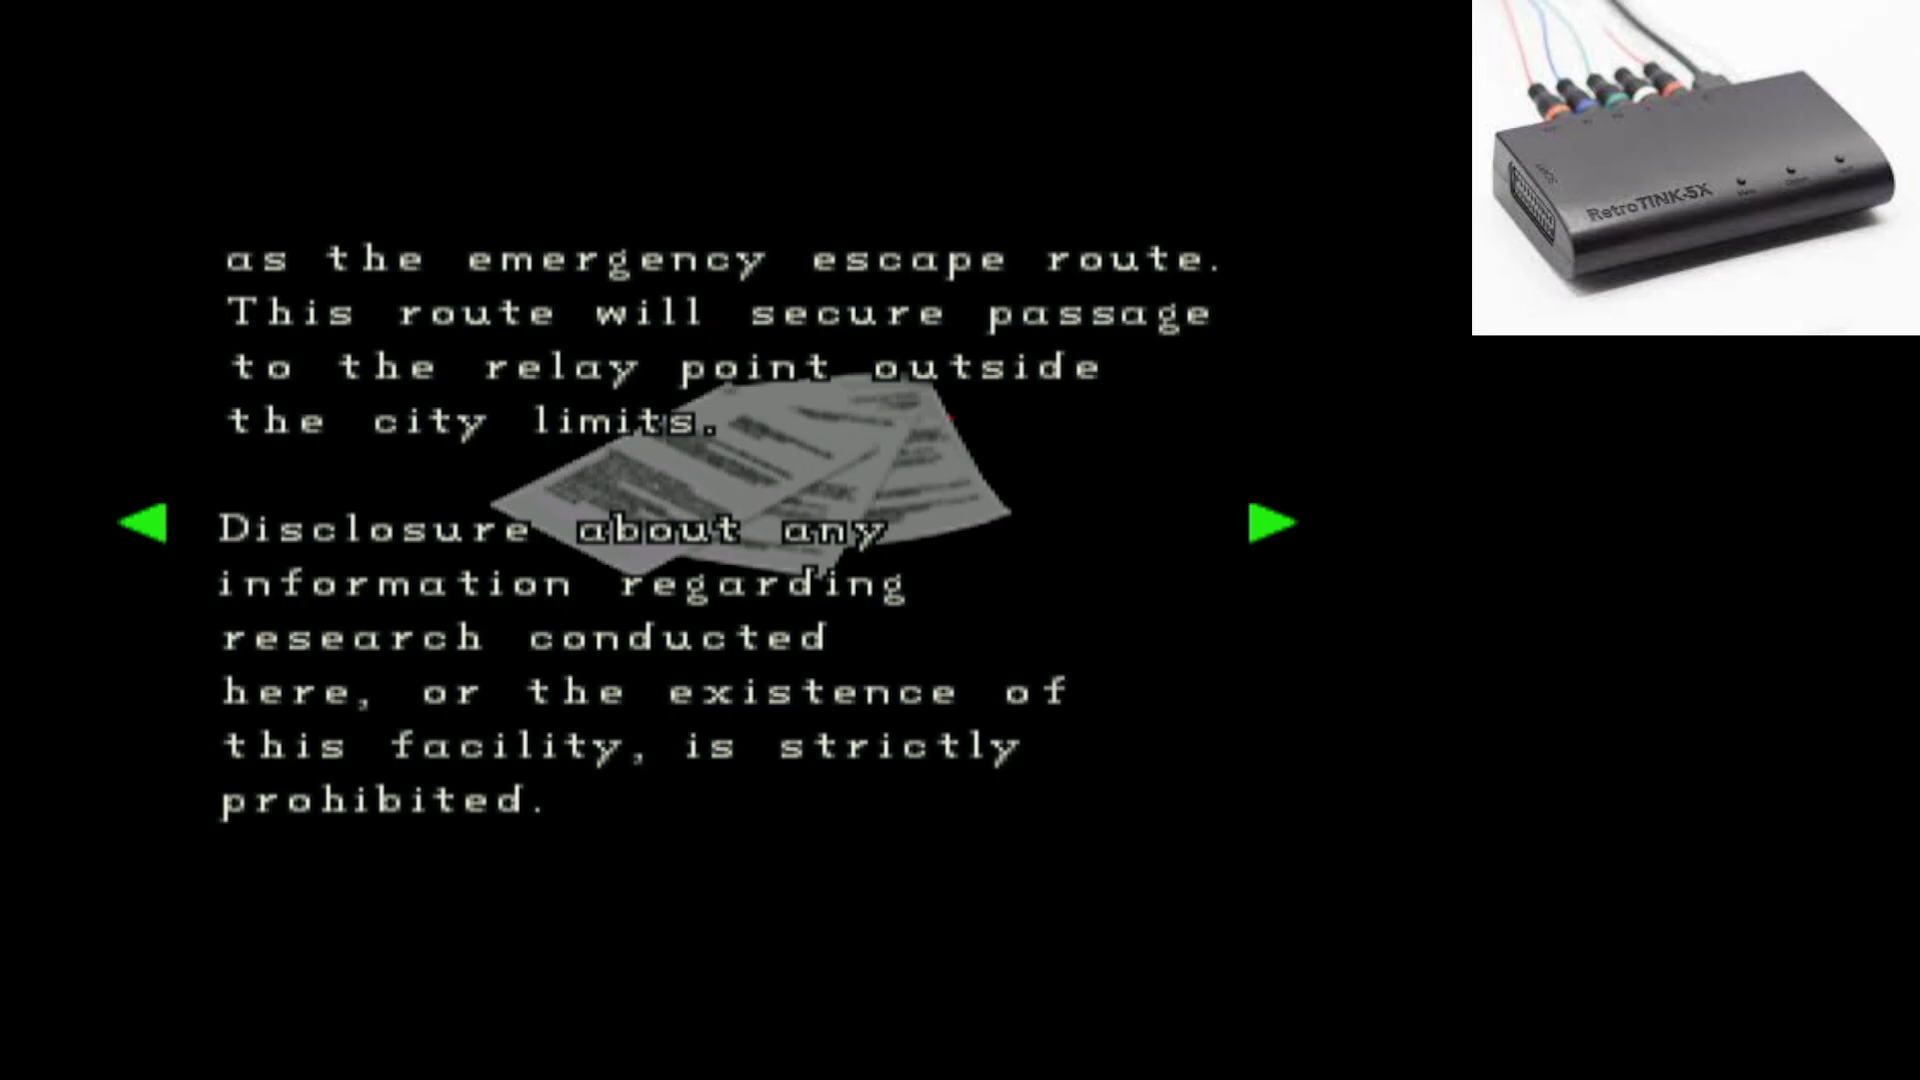 as the emergency escape route.
This route will secure passage
to the relay point outside
the city limits.
Disclosure about any
information regarding
research conducted
here, or the existence of
this facility, is strictly
prohibited.
RetroTINK-5X